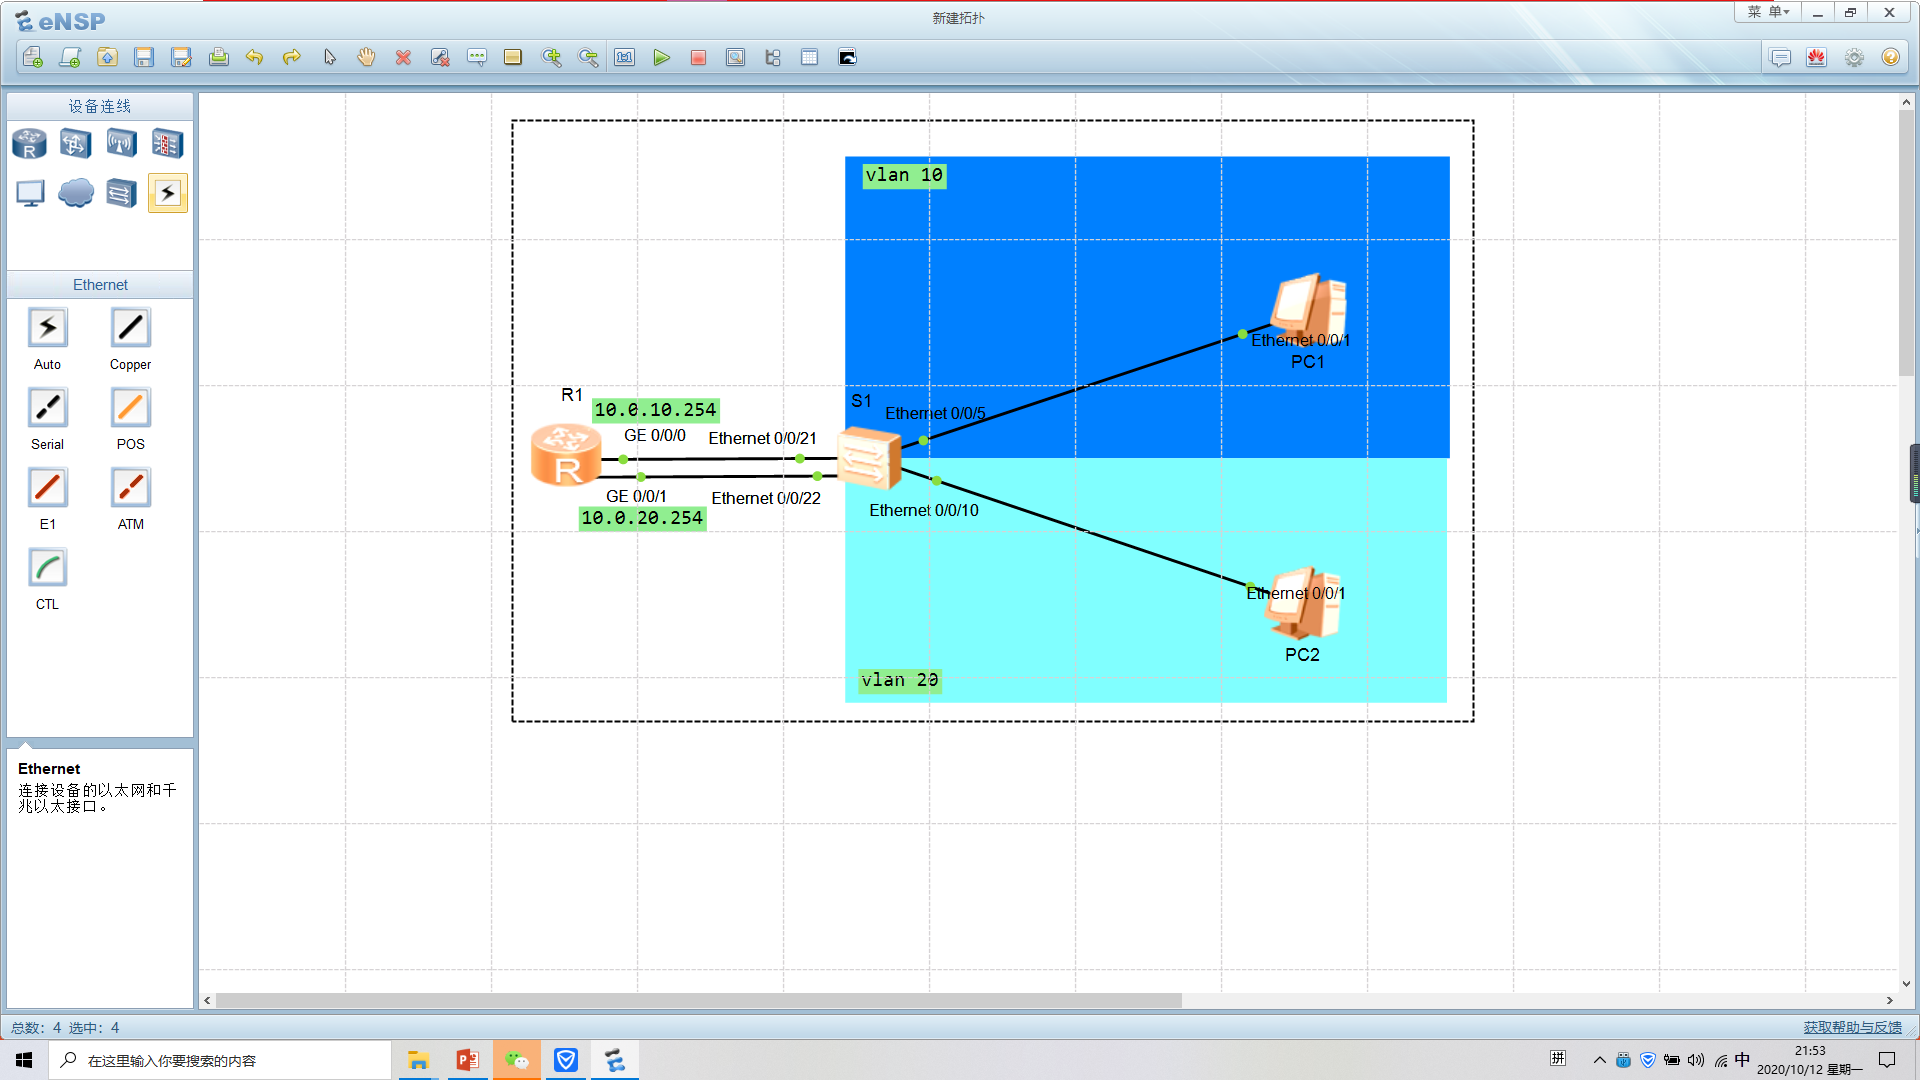 eNSP
新建拓扑
菜 单
设备连线
R
Ethernet
Auto
Copper
Serial
POS
E1
ATM
CTL
Ethernet
连接设备的以太网和千
兆以太接口。
vlan 10
Ethernet 0/0/1
PC1
R1
10.0.10.254
S1
Ethernet 0/0/5
GE 0/0/0
Ethernet 0/0/21
R
GE 0/0/1
Ethernet 0/0/22
10.0.20.254
Ethernet 0/0/10
Ethernet 0/0/1
PC2
vlan 20
总数: 4 选中: 4
获取帮助与反馈
在这里输入你要搜索的内容
拼
中
21:53
2020/10/12 星期一